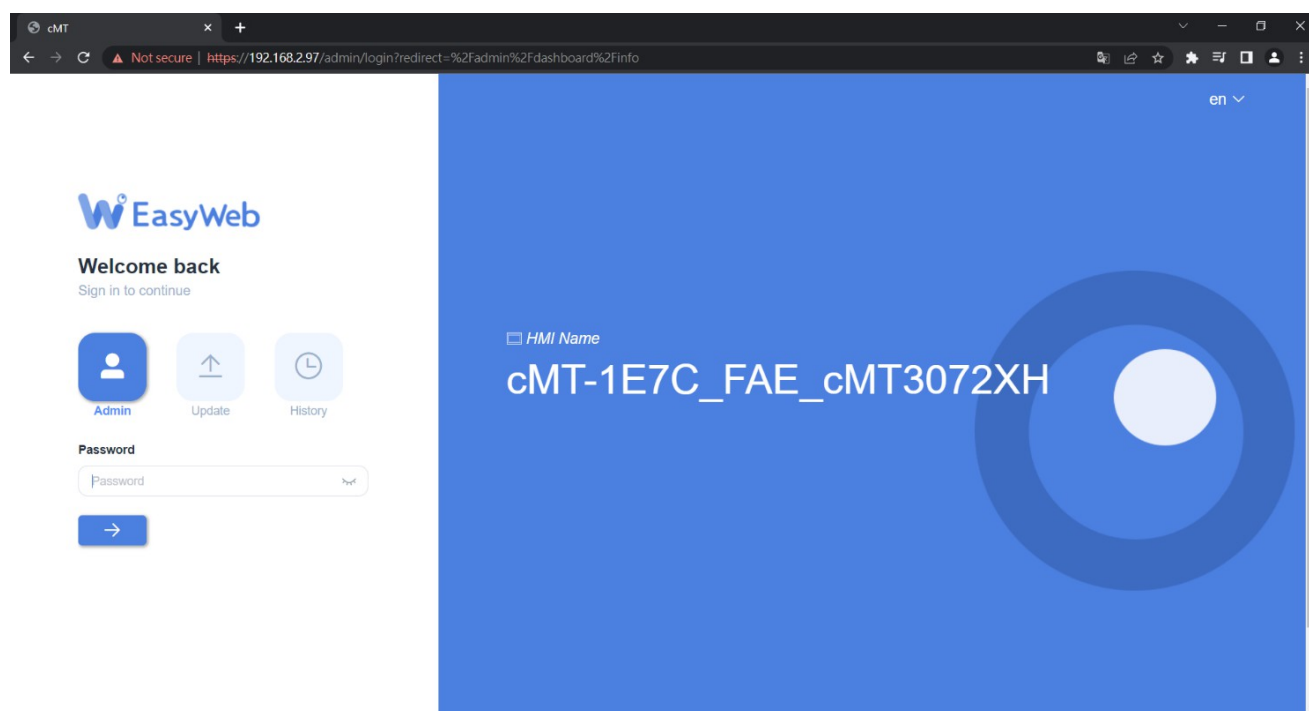 cMT
Not secure | https://192.168.2.97/admin/login?redirect=%2Fadmin%2Fdashboard%2Finfo
en
EasyWeb
Welcome back
Sign in to continue
Admin Update History
Password
Password
HMI Name
cMT-1E7C_FAE_cMT3072XH